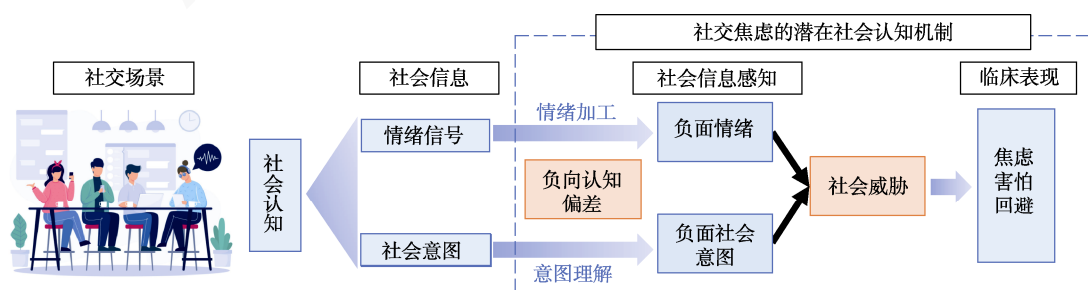 社交焦虑的潜在社会认知机制
社交场景
社会信息
社会信息感知
临床表现
情绪加工
情绪信号
负面情绪
社会认知
负向认知
偏差
社会威胁
焦虑
害怕
回避
社会意图
负面社会
意图
意图理解